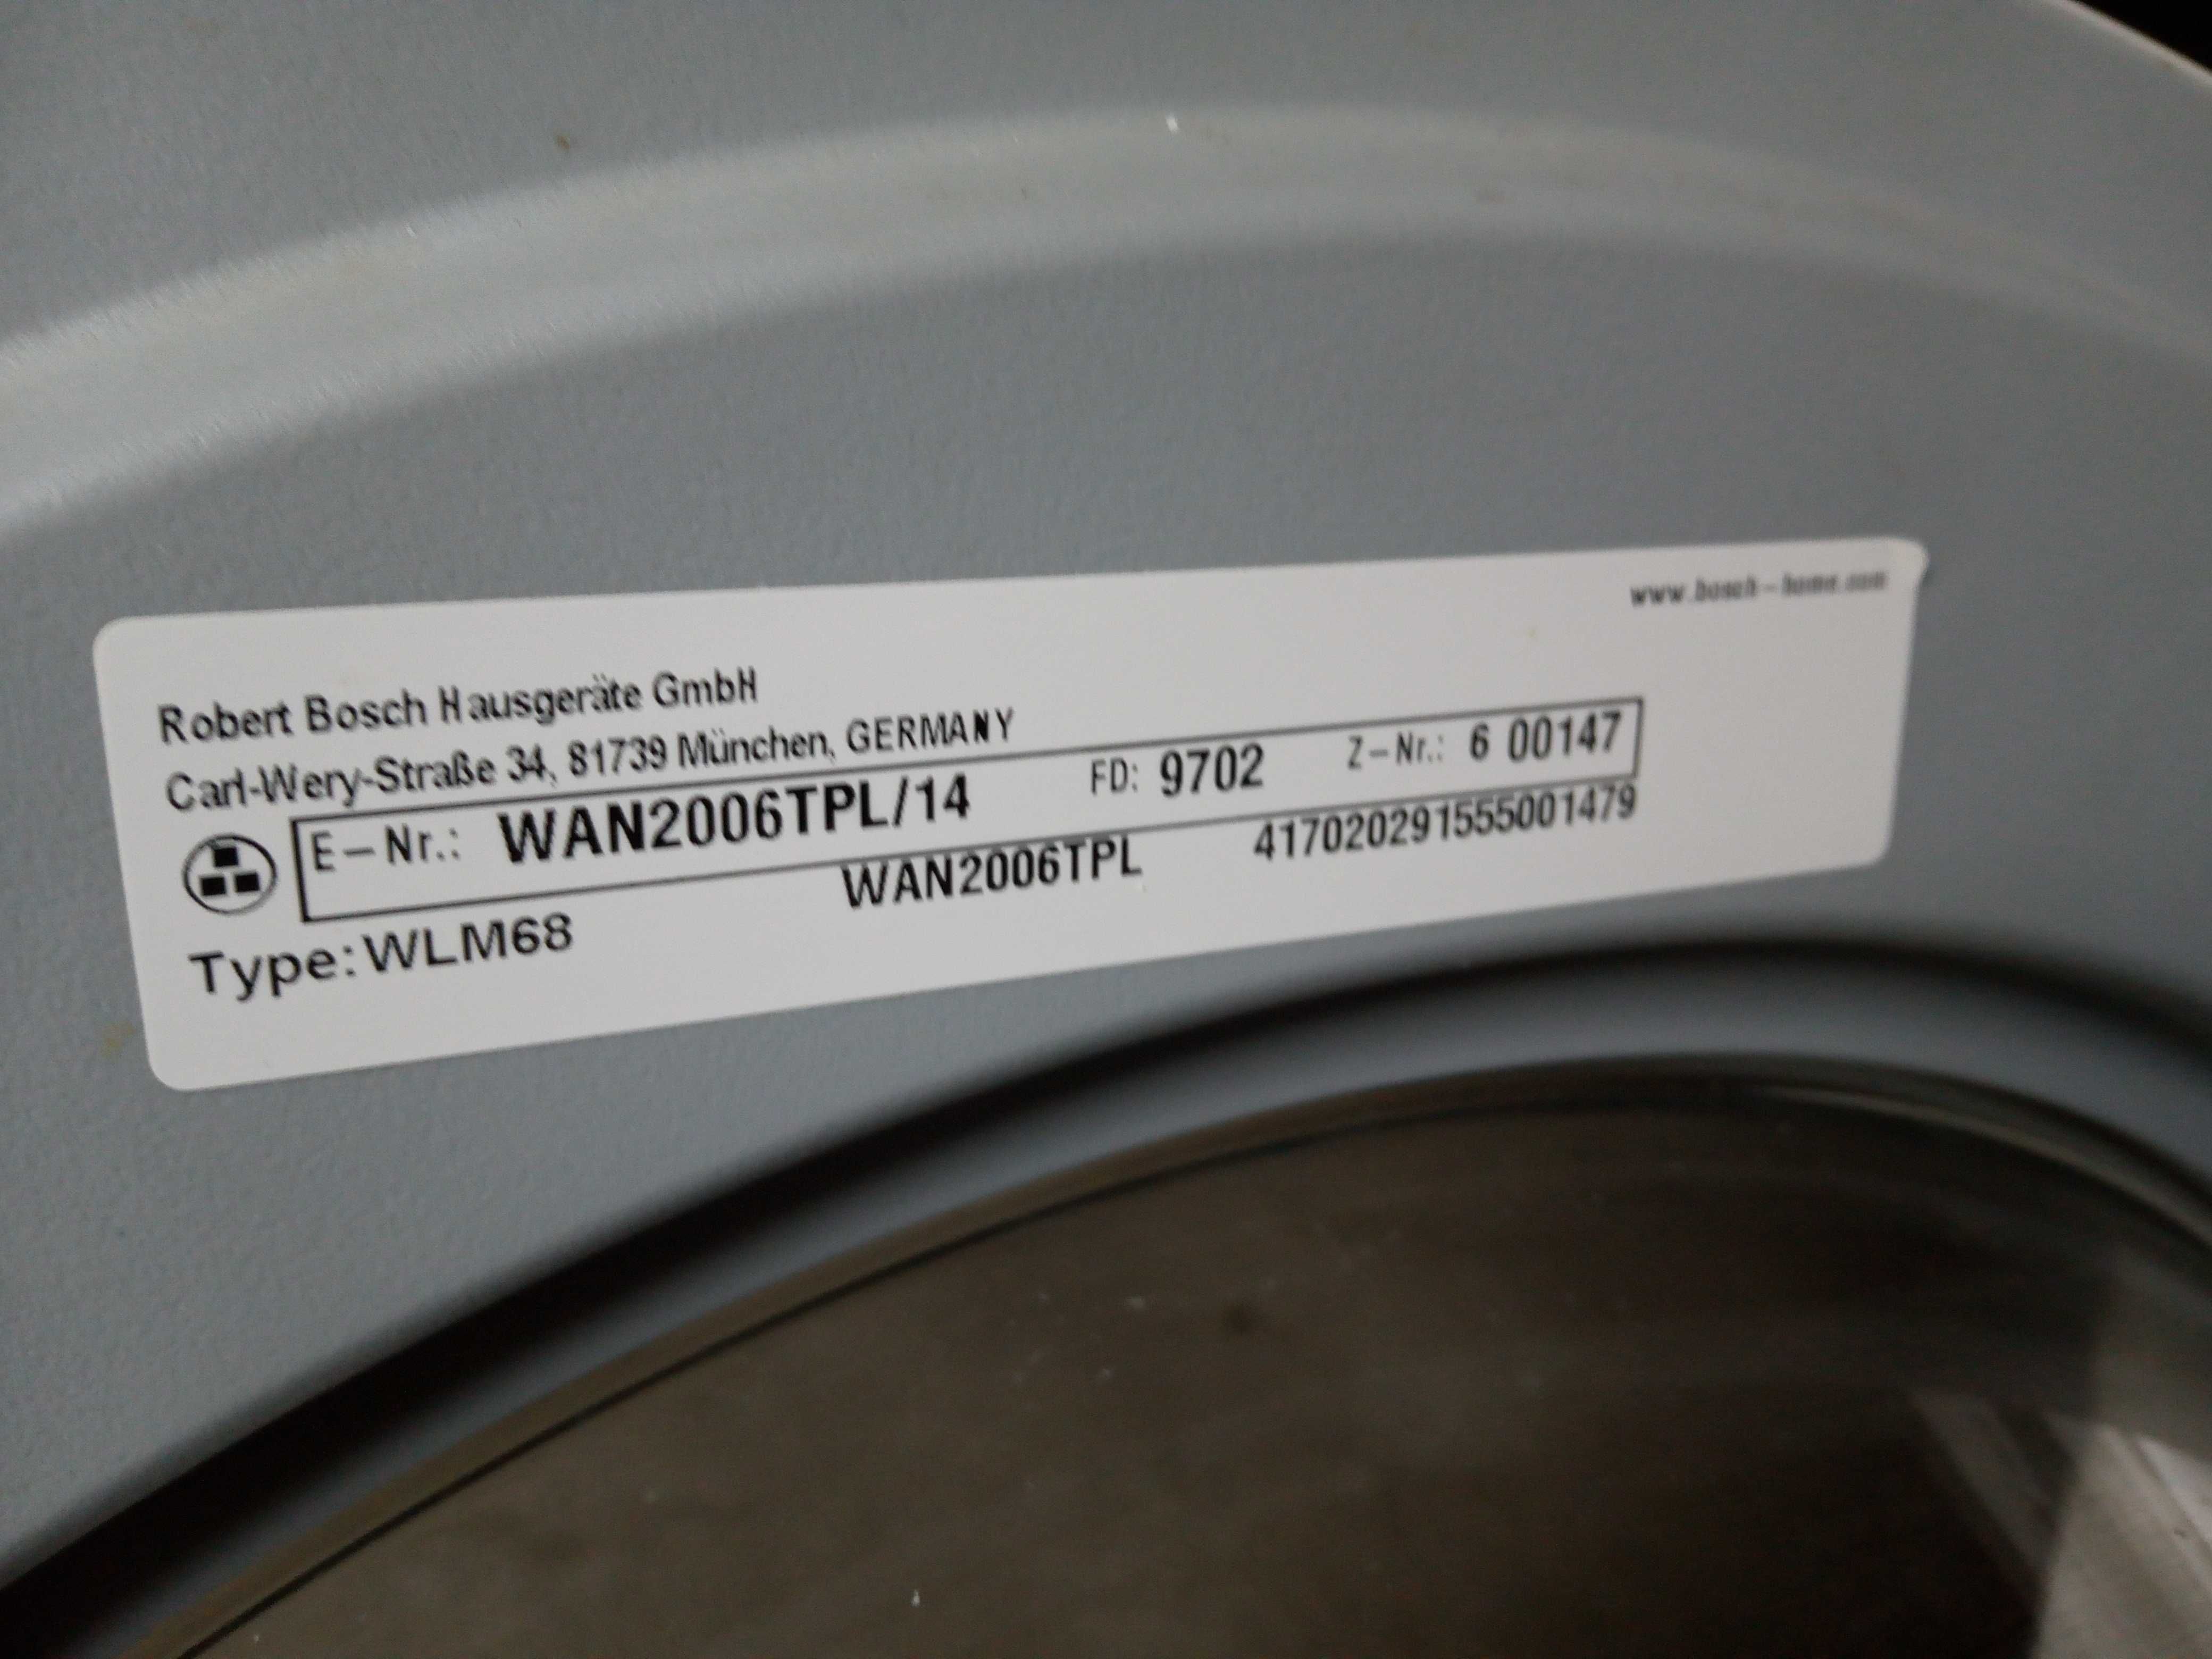 www.bosch-home.com
Robert Bosch Hausgeräte GmbH
Carl-Wery-Straße 34, 81739 München, GERMANY
E-Nr.: WAN2006TPL/14 FD: 9702 Z-Nr.: 6 00147
Type:WLM68 WAN2006TPL 417020291555001479